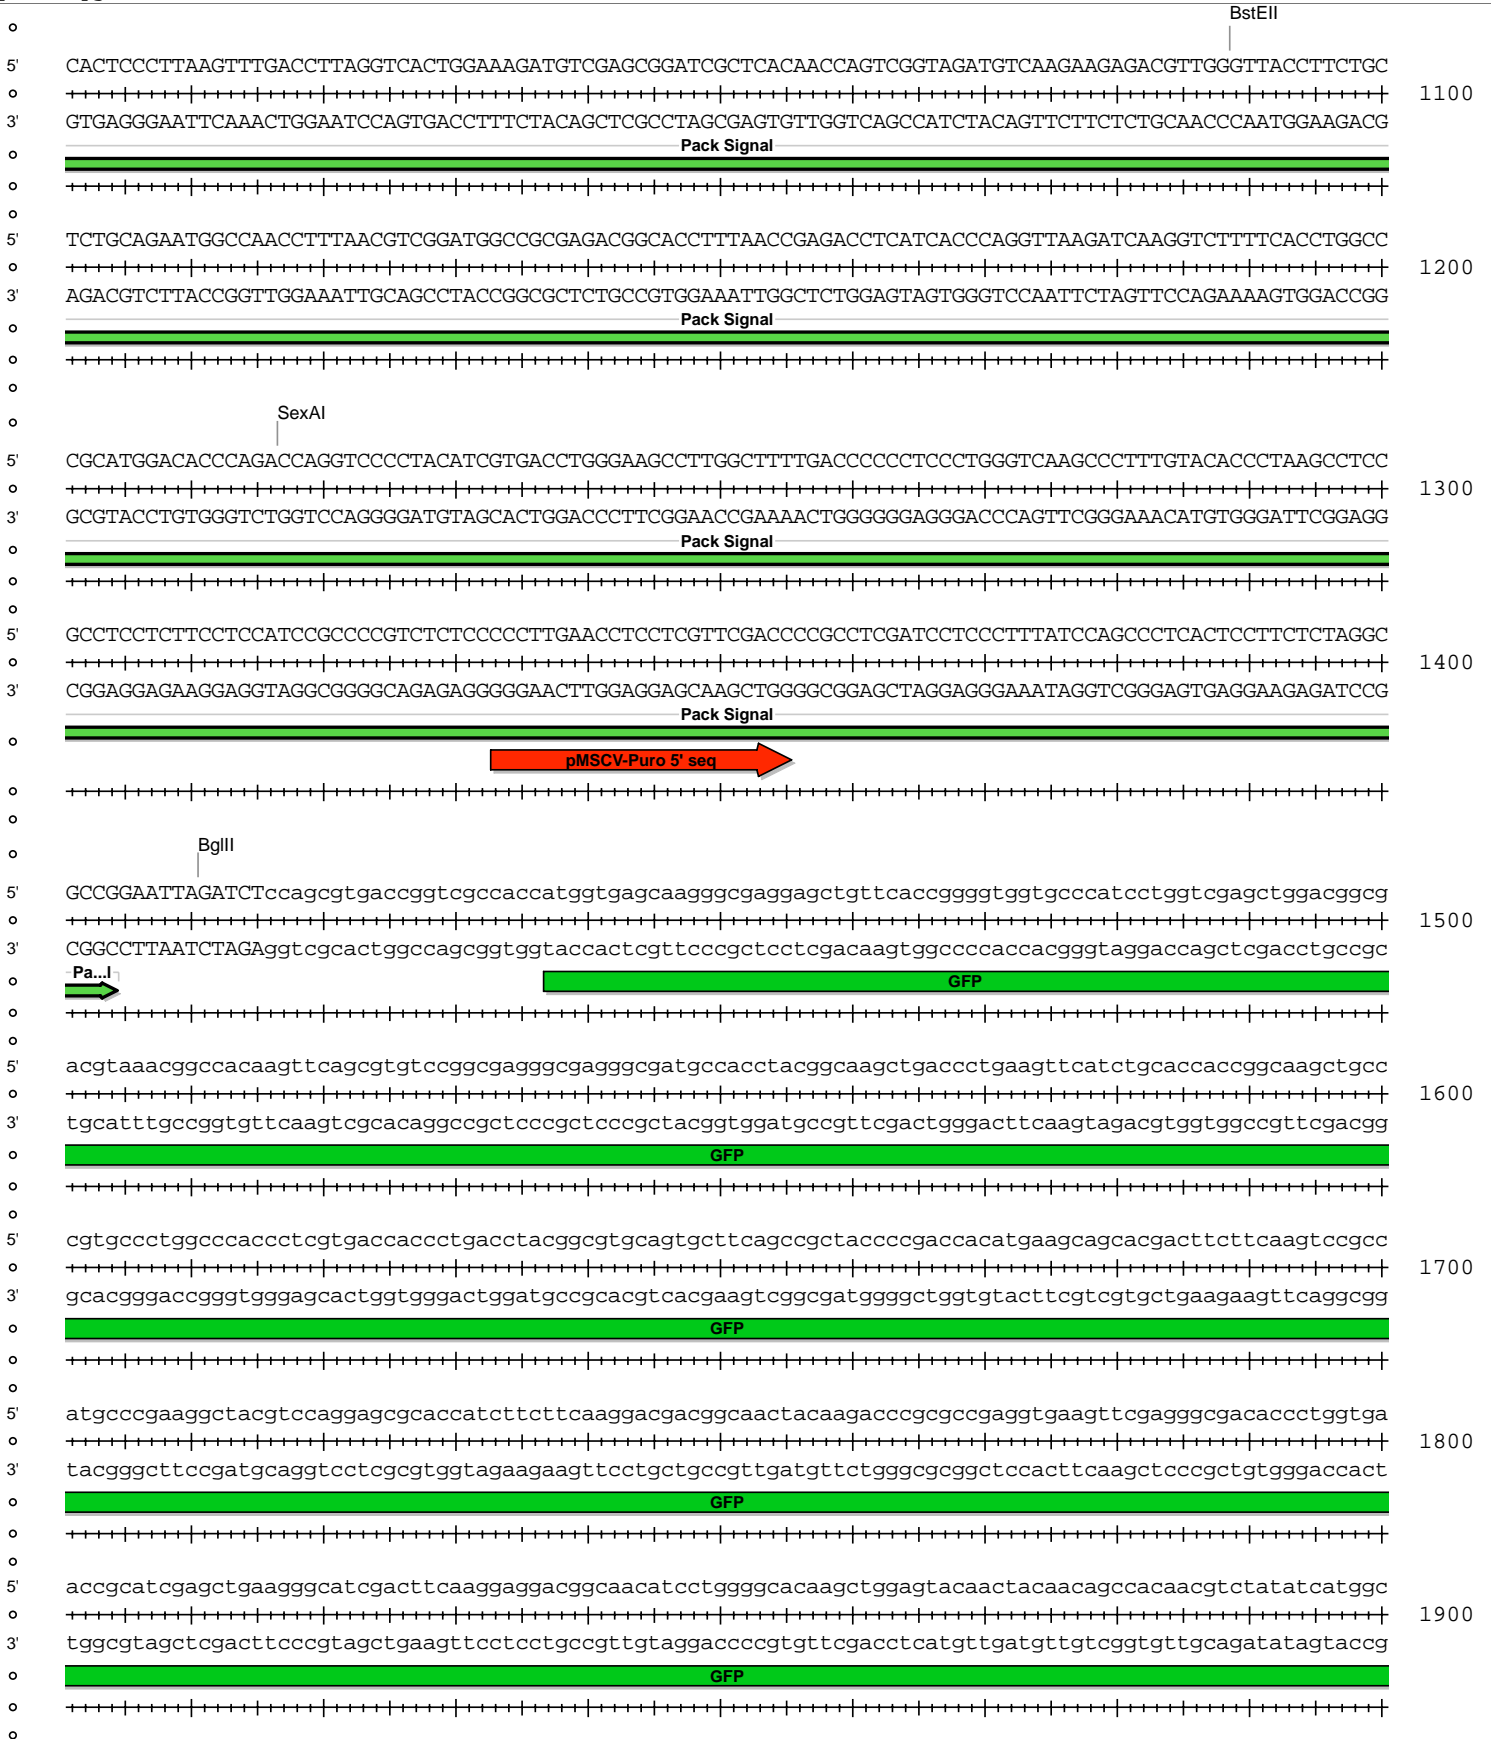 BstEII
5' CACTCCCTTAAGTTTGACCTTAGGTCACTGGAAAGATGTCGAGCGGATCGCTCACAACCAGTCGGTAGATGTCAAGAAGAGACGTTGGGTTACCTTCTGC
1100
3' GTGAGGGAATTCAAACTGGAATCCAGTGACCTTTCTACAGCTCGCCTAGCGAGTGTTGGTCAGCCATCTACAGTTCTTCTCTGCAACCCAATGGAAGACG
Pack Signal
5' TCTGCAGAATGGCCAACCTTTAACGTCGGATGGCCGCGAGACGGCACCTTTAACCGAGACCTCATCACCCAGGTTAAGATCAAGGTCTTTTCACCTGGCC
1200
3' AGACGTCTTACCGGTTGGAAATTGCAGCCTACCGGCGCTCTGCCGTGGAAATTGGCTCTGGAGTAGTGGGTCCAATTCTAGTTCCAGAAAAGTGGACCGG
Pack Signal
SexAI
5' CGCATGGACACCCAGACCAGGTCCCCTACATCGTGACCTGGGAAGCCTTGGCTTTTGACCCCCCTCCCTGGGTCAAGCCCTTTGTACACCCTAAGCCTCC
1300
3' GCGTACCTGTGGGTCTGGTCCAGGGGATGTAGCACTGGACCCTTCGGAACCGAAAACTGGGGGGAGGGACCCAGTTCGGGAAACATGTGGGATTCGGAGG
Pack Signal
5' GCCTCCTCTTCCTCCATCCGCCCCGTCTCTCCCCCTTGAACCTCCTCGTTCGACCCCGCCTCGATCCTCCCTTTATCCAGCCCTCACTCCTTCTCTAGGC
1400
3' CGGAGGAGAAGGAGGTAGGCGGGGCAGAGAGGGGGAACTTGGAGGAGCAAGCTGGGGCGGAGCTAGGAGGGAAATAGGTCGGGAGTGAGGAAGAGATCCG
Pack Signal
pMSCV-Puro 5' seq
BglII
5' GCCGGAATTAGATCTccagcgtgaccggtcgccaccatggtgagcaagggcgaggagctgttcaccggggtggtgcccatcctggtcgagctggacggcg
1500
3' CGGCCTTAATCTAGAggtcgcactggccagcggtggtaccactcgttcccgctcctcgacaagtggccccaccacgggtaggaccagctcgacctgccgc
Pa...l
GFP
5' acgtaaacggccacaagttcagcgtgtccggcgagggcgagggcgatgccacctacggcaagctgaccctgaagttcatctgcaccaccggcaagctgcc
1600
3' tgcatttgccggtgttcaagtcgcacaggccgctcccgctcccgctacggtggatgccgttcgactgggacttcaagtagacgtggtggccgttcgacgg
GFP
5' cgtgccctggcccaccctcgtgaccaccctgacctacggcgtgcagtgcttcagccgctaccccgaccacatgaagcagcacgacttcttcaagtccgcc
1700
3' gcacgggaccgggtgggagcactggtgggactggatgccgcacgtcacgaagtcggcgatggggctggtgtacttcgtcgtgctgaagaagttcaggcgg
GFP
5' atgcccgaaggctacgtccaggagcgcaccatcttcttcaaggacgacggcaactacaagacccgcgccgaggtgaagttcgagggcgacaccctggtga
1800
3' tacgggcttccgatgcaggtcctcgcgtggtagaagaagttcctgctgccgttgatgttctgggcgcggctccacttcaagctcccgctgtgggaccact
GFP
5' accgcatcgagctgaagggcatcgacttcaaggaggacggcaacatcctggggcacaagctggagtacaactacaacagccacaacgtctatatcatggc
1900
3' tggcgtagctcgacttcccgtagctgaagttcctcctgccgttgtaggaccccgtgttcgacctcatgttgatgttgtcggtgttgcagatatagtaccg
GFP